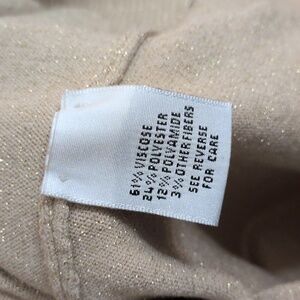 61% VISCOSE
24% POLYESTER
12% POLYAMIDE
3% OTHER FIBERS
SEE REVERSE
FOR CARE